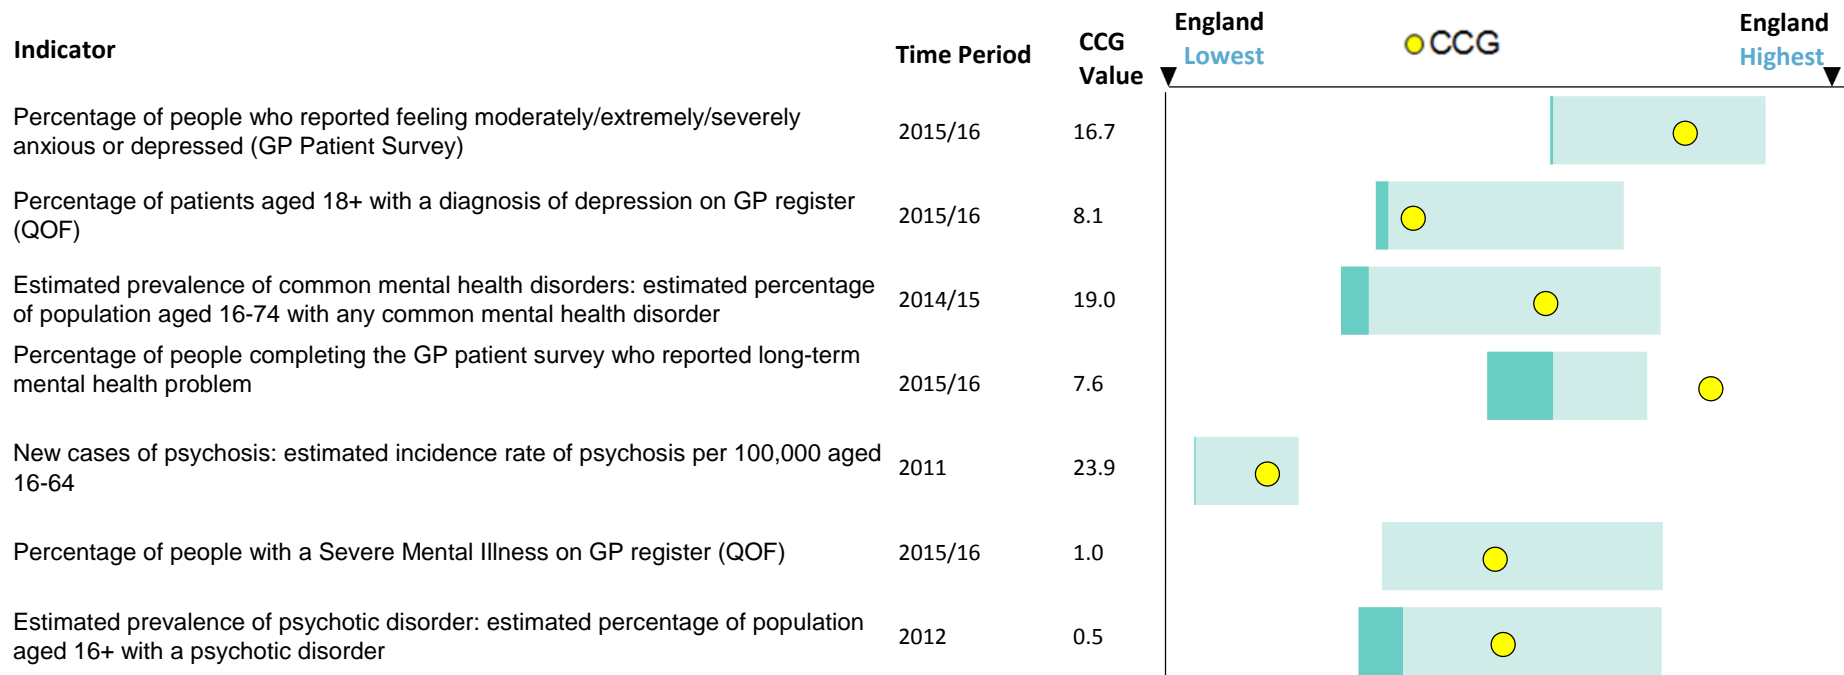 Indicator
Time Period
CCG
Value
England
Lowest
CCG
England
Highest
Percentage of people who reported feeling moderately/extremely/severely
anxious or depressed (GP Patient Survey)
2015/16
16.7
Percentage of patients aged 18+ with a diagnosis of depression on GP register
(QOF)
2015/16
8.1
Estimated prevalence of common mental health disorders: estimated percentage
of population aged 16-74 with any common mental health disorder
2014/15
19.0
Percentage of people completing the GP patient survey who reported long-term
mental health problem
2015/16
7.6
New cases of psychosis: estimated incidence rate of psychosis per 100,000 aged
16-64
2011
23.9
Percentage of people with a Severe Mental Illness on GP register (QOF)
2015/16
1.0
Estimated prevalence of psychotic disorder: estimated percentage of population
aged 16+ with a psychotic disorder
2012
0.5